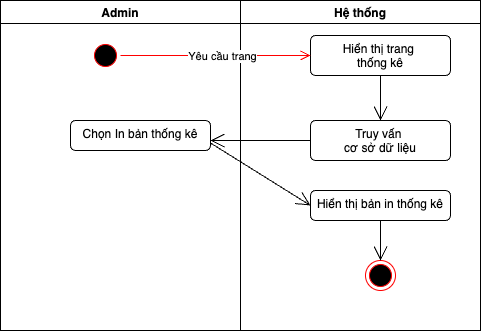 Admin
Hệ thống
Yêu cầu trang
Hiển thị trang
thống kê
Chọn In bản thống kê
Truy vấn
cơ sở dữ liệu
Hiển thị bản in thống kê